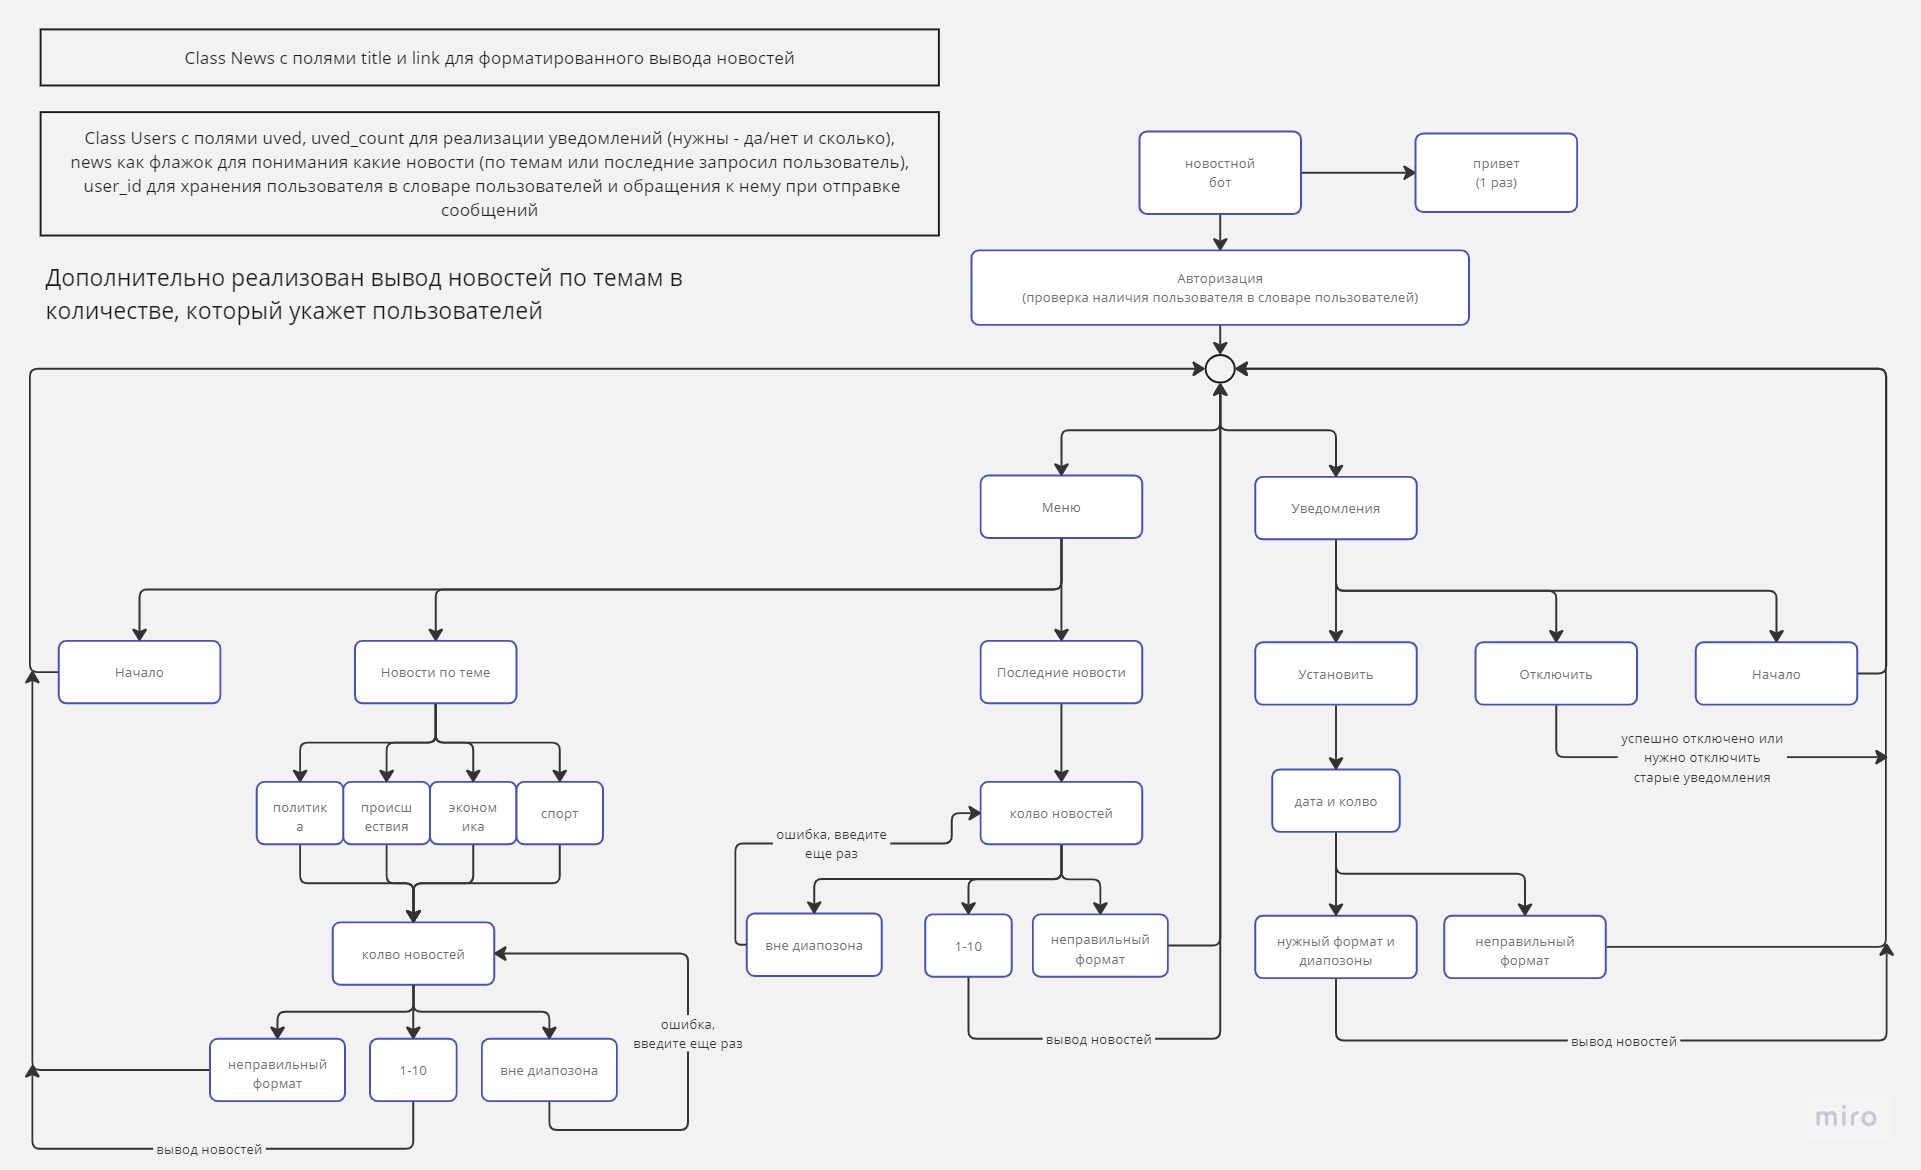 Class News с полями title и link для форматированного вывода новостей
Class Users с полями uved, uved_count для реализации уведомлений (нужны - да/нет и сколько),
news как флажок для понимания какие новости (по темам или последние запросил пользователь),
user_id для хранения пользователя в словаре пользователей и обращения к нему при отправке
сообщений
Дополнительно реализован вывод новостей по темам в
количестве, который укажет пользователей
новостной
бот
привет
(1 раз)
Авторизация
(проверка наличия пользователя в словаре пользователей)
Меню
Уведомления
Начало
Новости по теме
Последние новости
Установить
Отключить
Начало
успешно отключено или
нужно отключить
старые уведомления
политик
а
происш
ествия
эконом
ика
спорт
колво новостей
дата и колво
ошибка, введите
еще раз
вне диапозона
1-10
неправильный
формат
нужный формат и
диапозоны
неправильный
формат
колво новостей
ошибка,
введите еще раз
вывод новостей
вывод новостей
неправильный
формат
1-10
вне диапозона
вывод новостей
miro